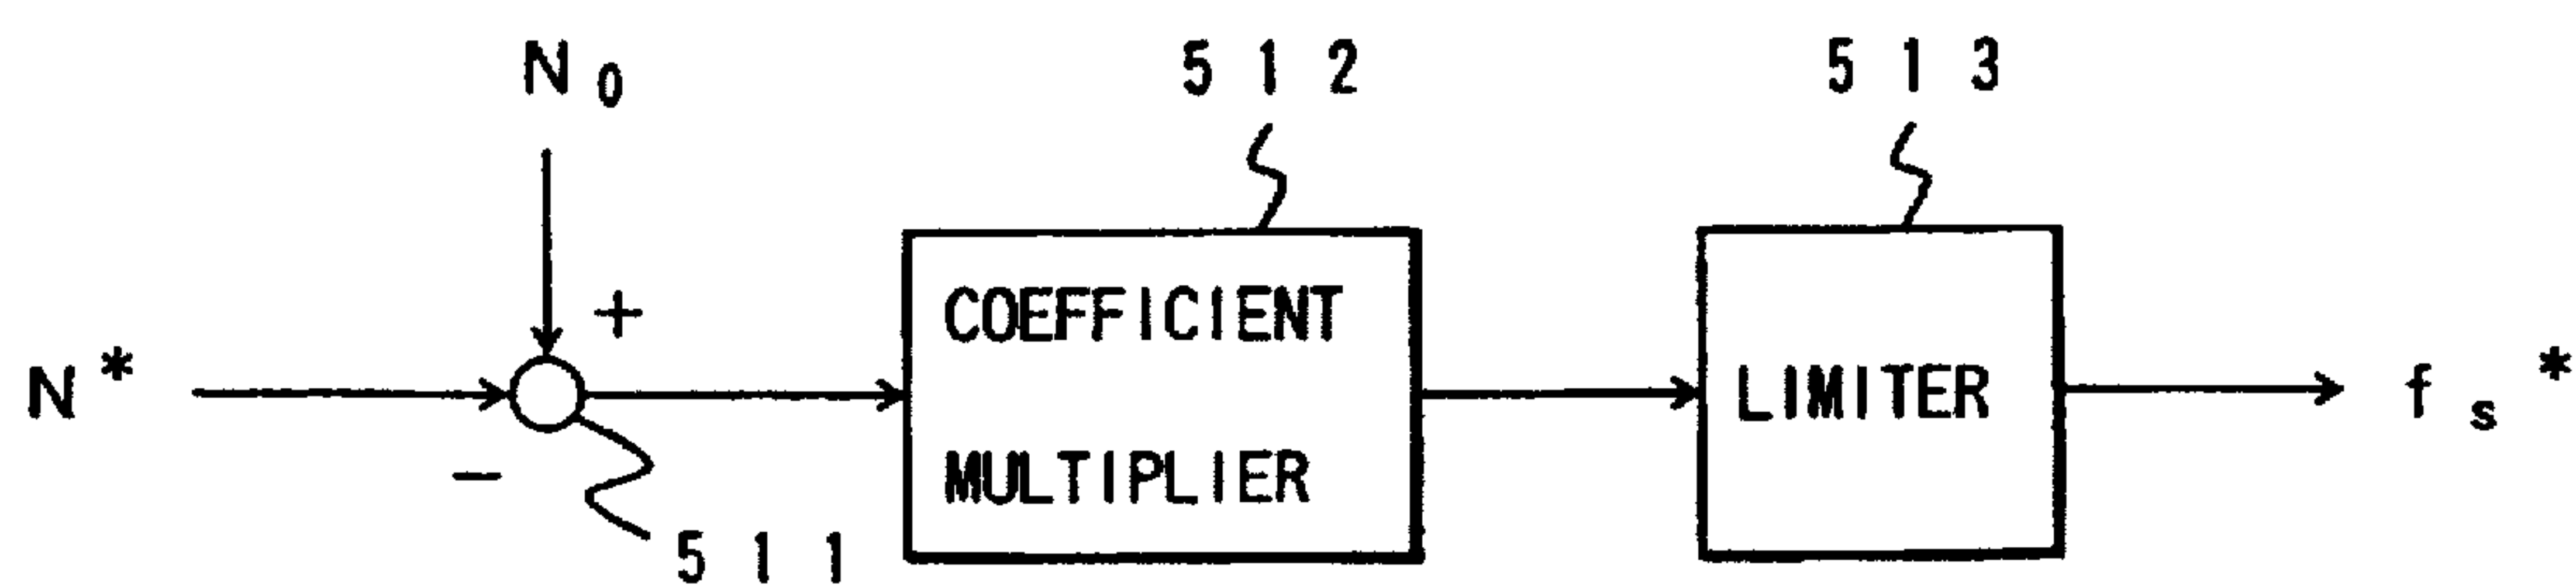 N₀
512
513
+
COEFFICIENT
MULTIPLIER
LIMITER
N*
fₛ*
−
511